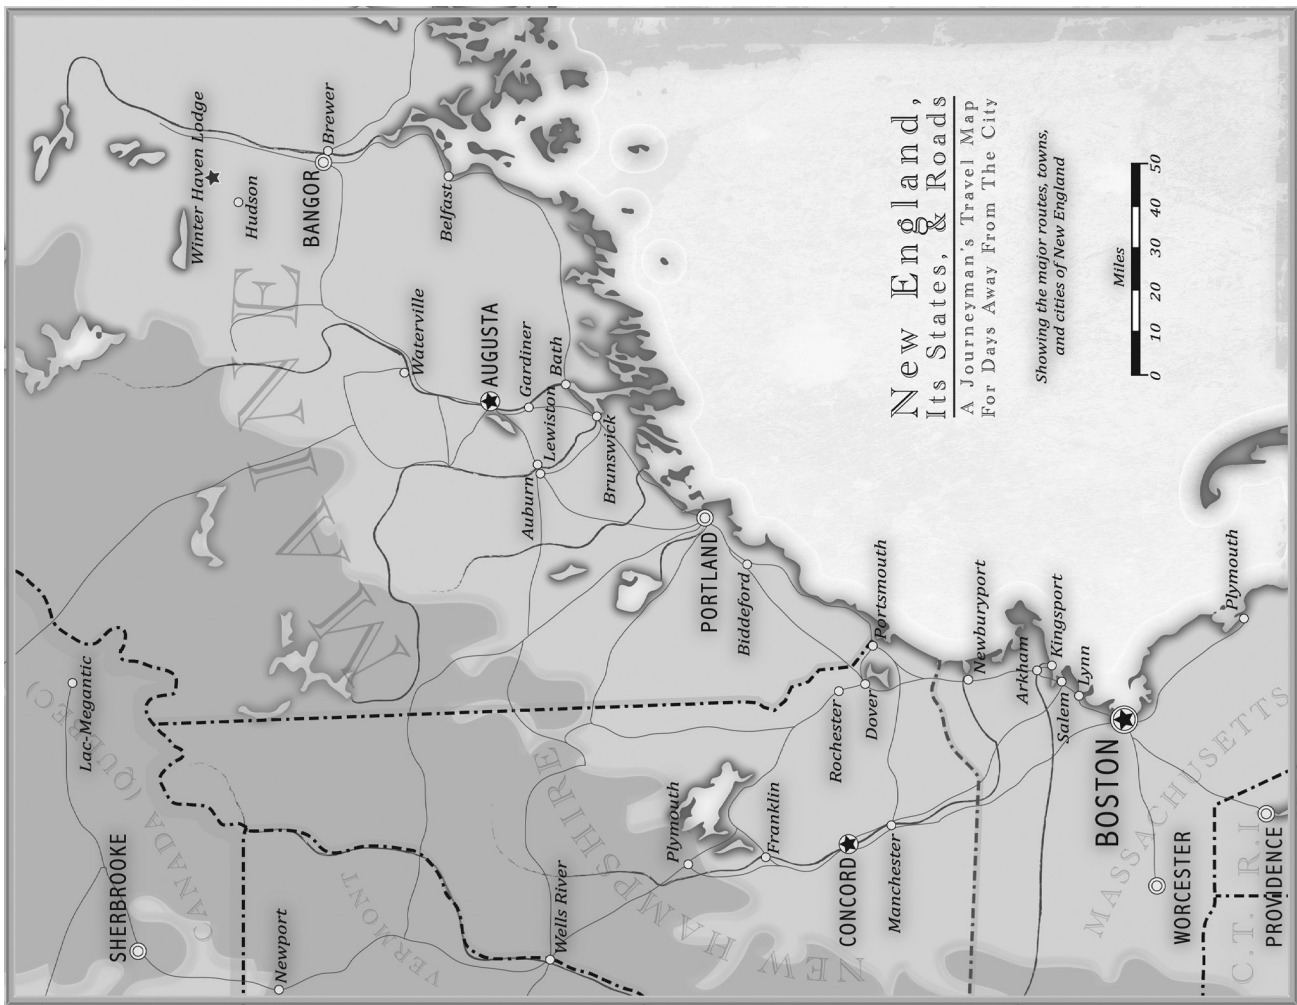 New England,
Its States, & Roads
A Journeyman's Travel Map
For Days Away From The City
Showing the major routes, towns,
and cities of New England
Miles
0 10 20 30 40 50
Winter Haven Lodge
Hudson
BANGOR
Brewer
Belfast
MAINE
Waterville
AUGUSTA
Gardiner
Bath
Lewiston
Auburn
Brunswick
PORTLAND
Biddeford
Portsmouth
Rochester
Dover
Newburyport
Arkham
Kingsport
Salem
Lynn
BOSTON
Plymouth
MASSACHUSETTS
WORCESTER
PROVIDENCE
R.I.
C.T.
Lac-Megantic
(QUEBEC)
CANADA
SHERBROOKE
Newport
VERMONT
Wells River
NEW HAMPSHIRE
Plymouth
Franklin
CONCORD
Manchester